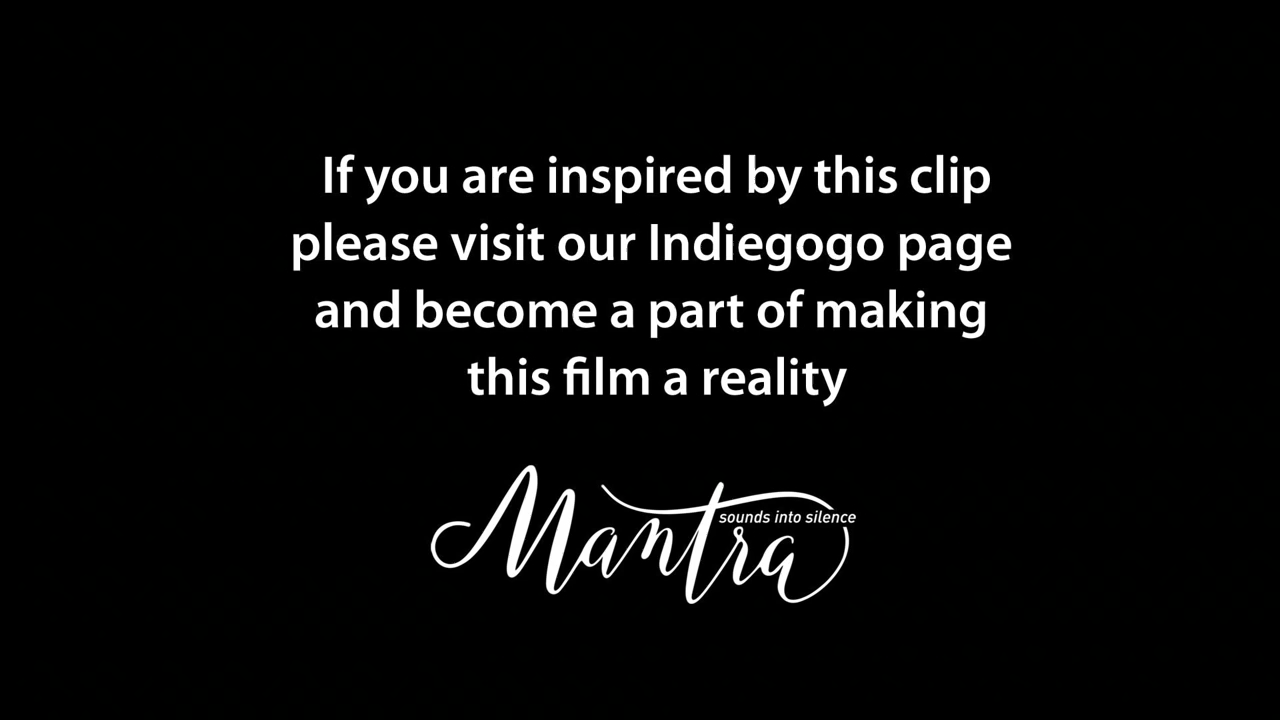 If you are inspired by this clip
please visit our Indiegogo page
and become a part of making
this film a reality
Mantra
sounds into silence